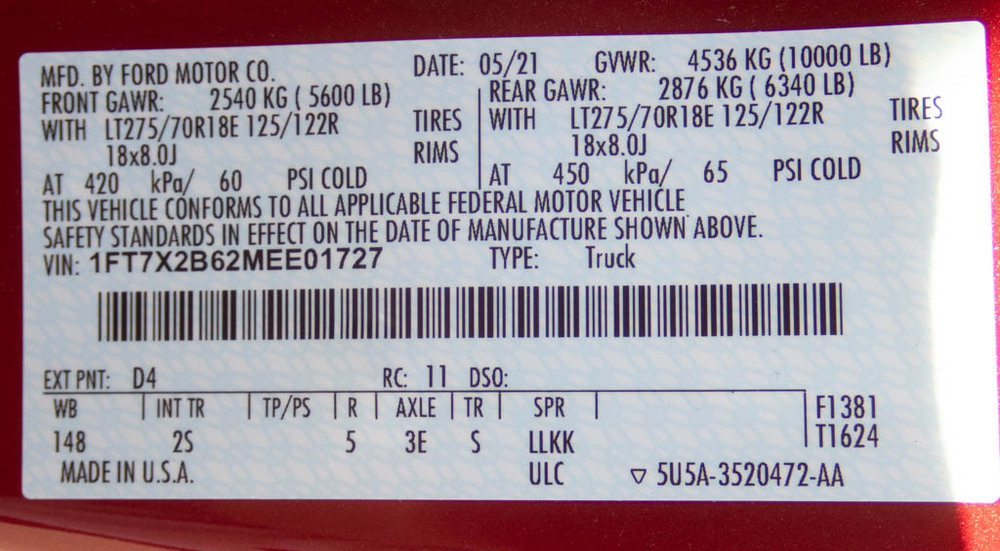 MFD. BY FORD MOTOR CO. DATE: 05/21 GVWR: 4536 KG (10000 LB)
FRONT GAWR: 2540 KG ( 5600 LB) REAR GAWR: 2876 KG ( 6340 LB)
WITH LT275/70R18E 125/122R TIRES WITH LT275/70R18E 125/122R TIRES
18x8.0J RIMS 18x8.0J RIMS
AT 420 kPa/ 60 PSI COLD AT 450 kPa/ 65 PSI COLD
THIS VEHICLE CONFORMS TO ALL APPLICABLE FEDERAL MOTOR VEHICLE
SAFETY STANDARDS IN EFFECT ON THE DATE OF MANUFACTURE SHOWN ABOVE.
VIN: 1FT7X2B62MEE01727 TYPE: Truck
EXT PNT: D4 RC: 11 DSO:
WB INT TR TP/PS R AXLE TR SPR F1381
148 2S 5 3E S LLKK T1624
MADE IN U.S.A. ULC ▽ 5U5A-3520472-AA